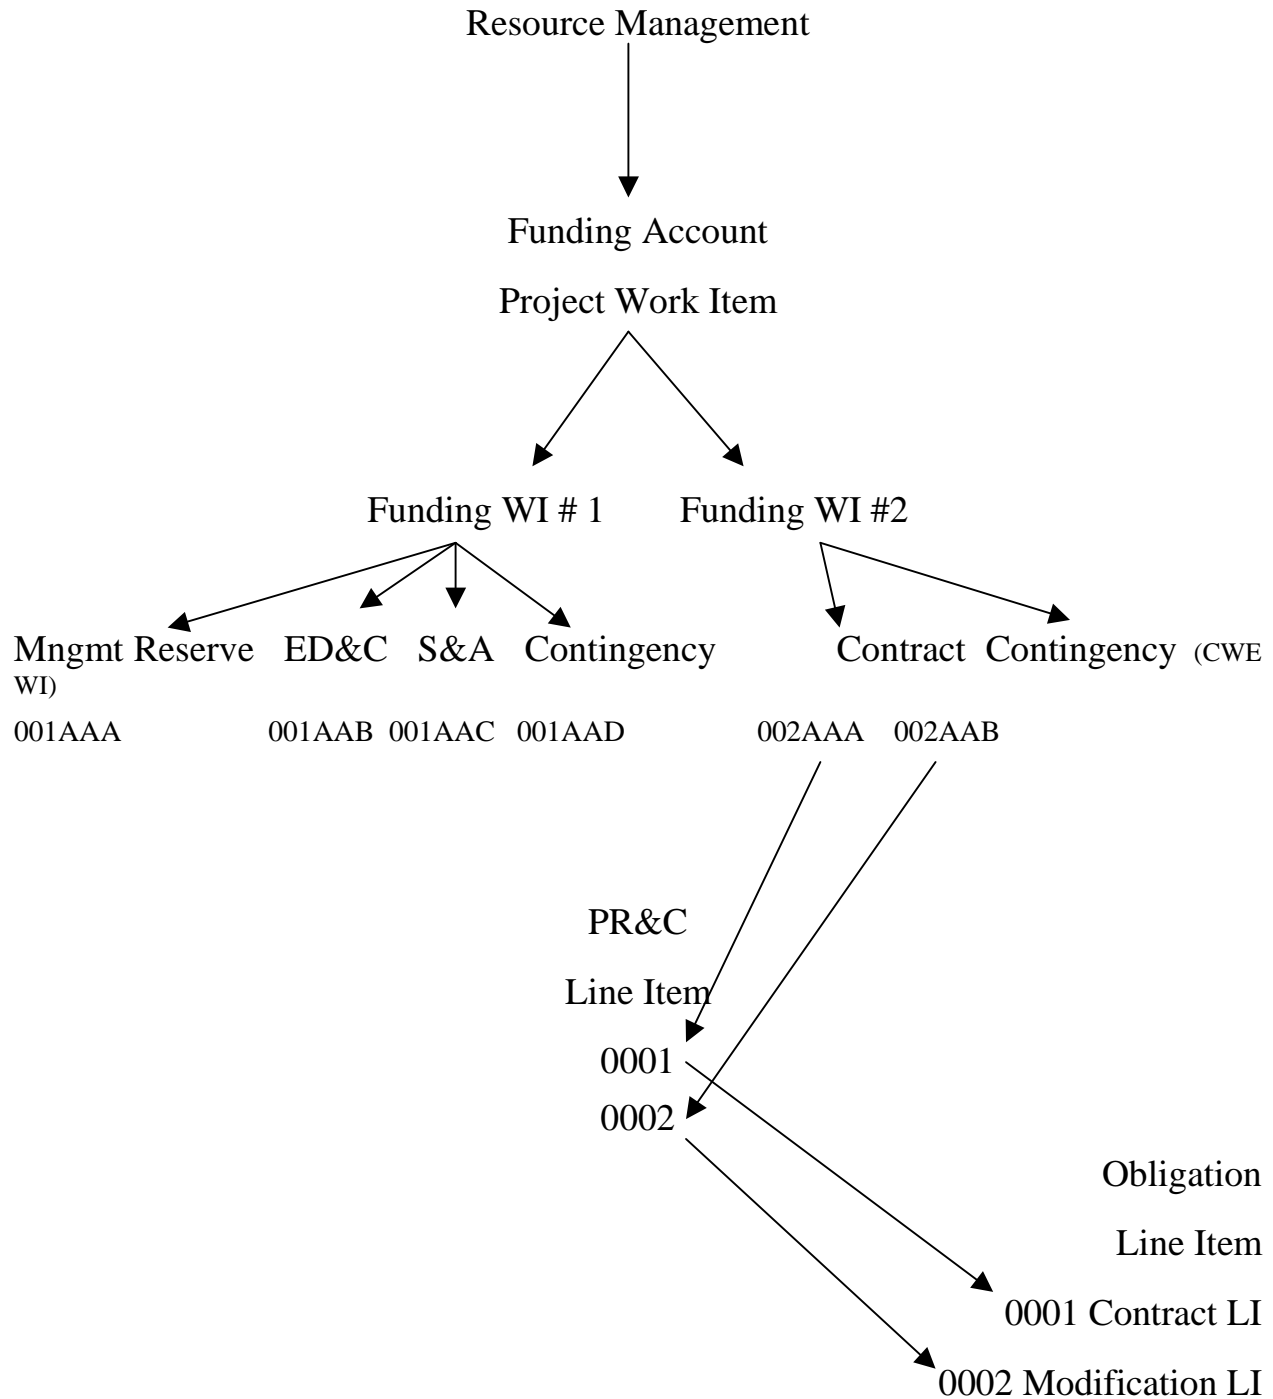 Resource Management
Funding Account
Project Work Item
Funding WI # 1 Funding WI #2
Mngmt Reserve ED&C S&A Contingency Contract Contingency (CWE
WI)
001AAA 001AAB 001AAC 001AAD 002AAA 002AAB
PR&C
Line Item
0001
0002
Obligation
Line Item
0001 Contract LI
0002 Modification LI